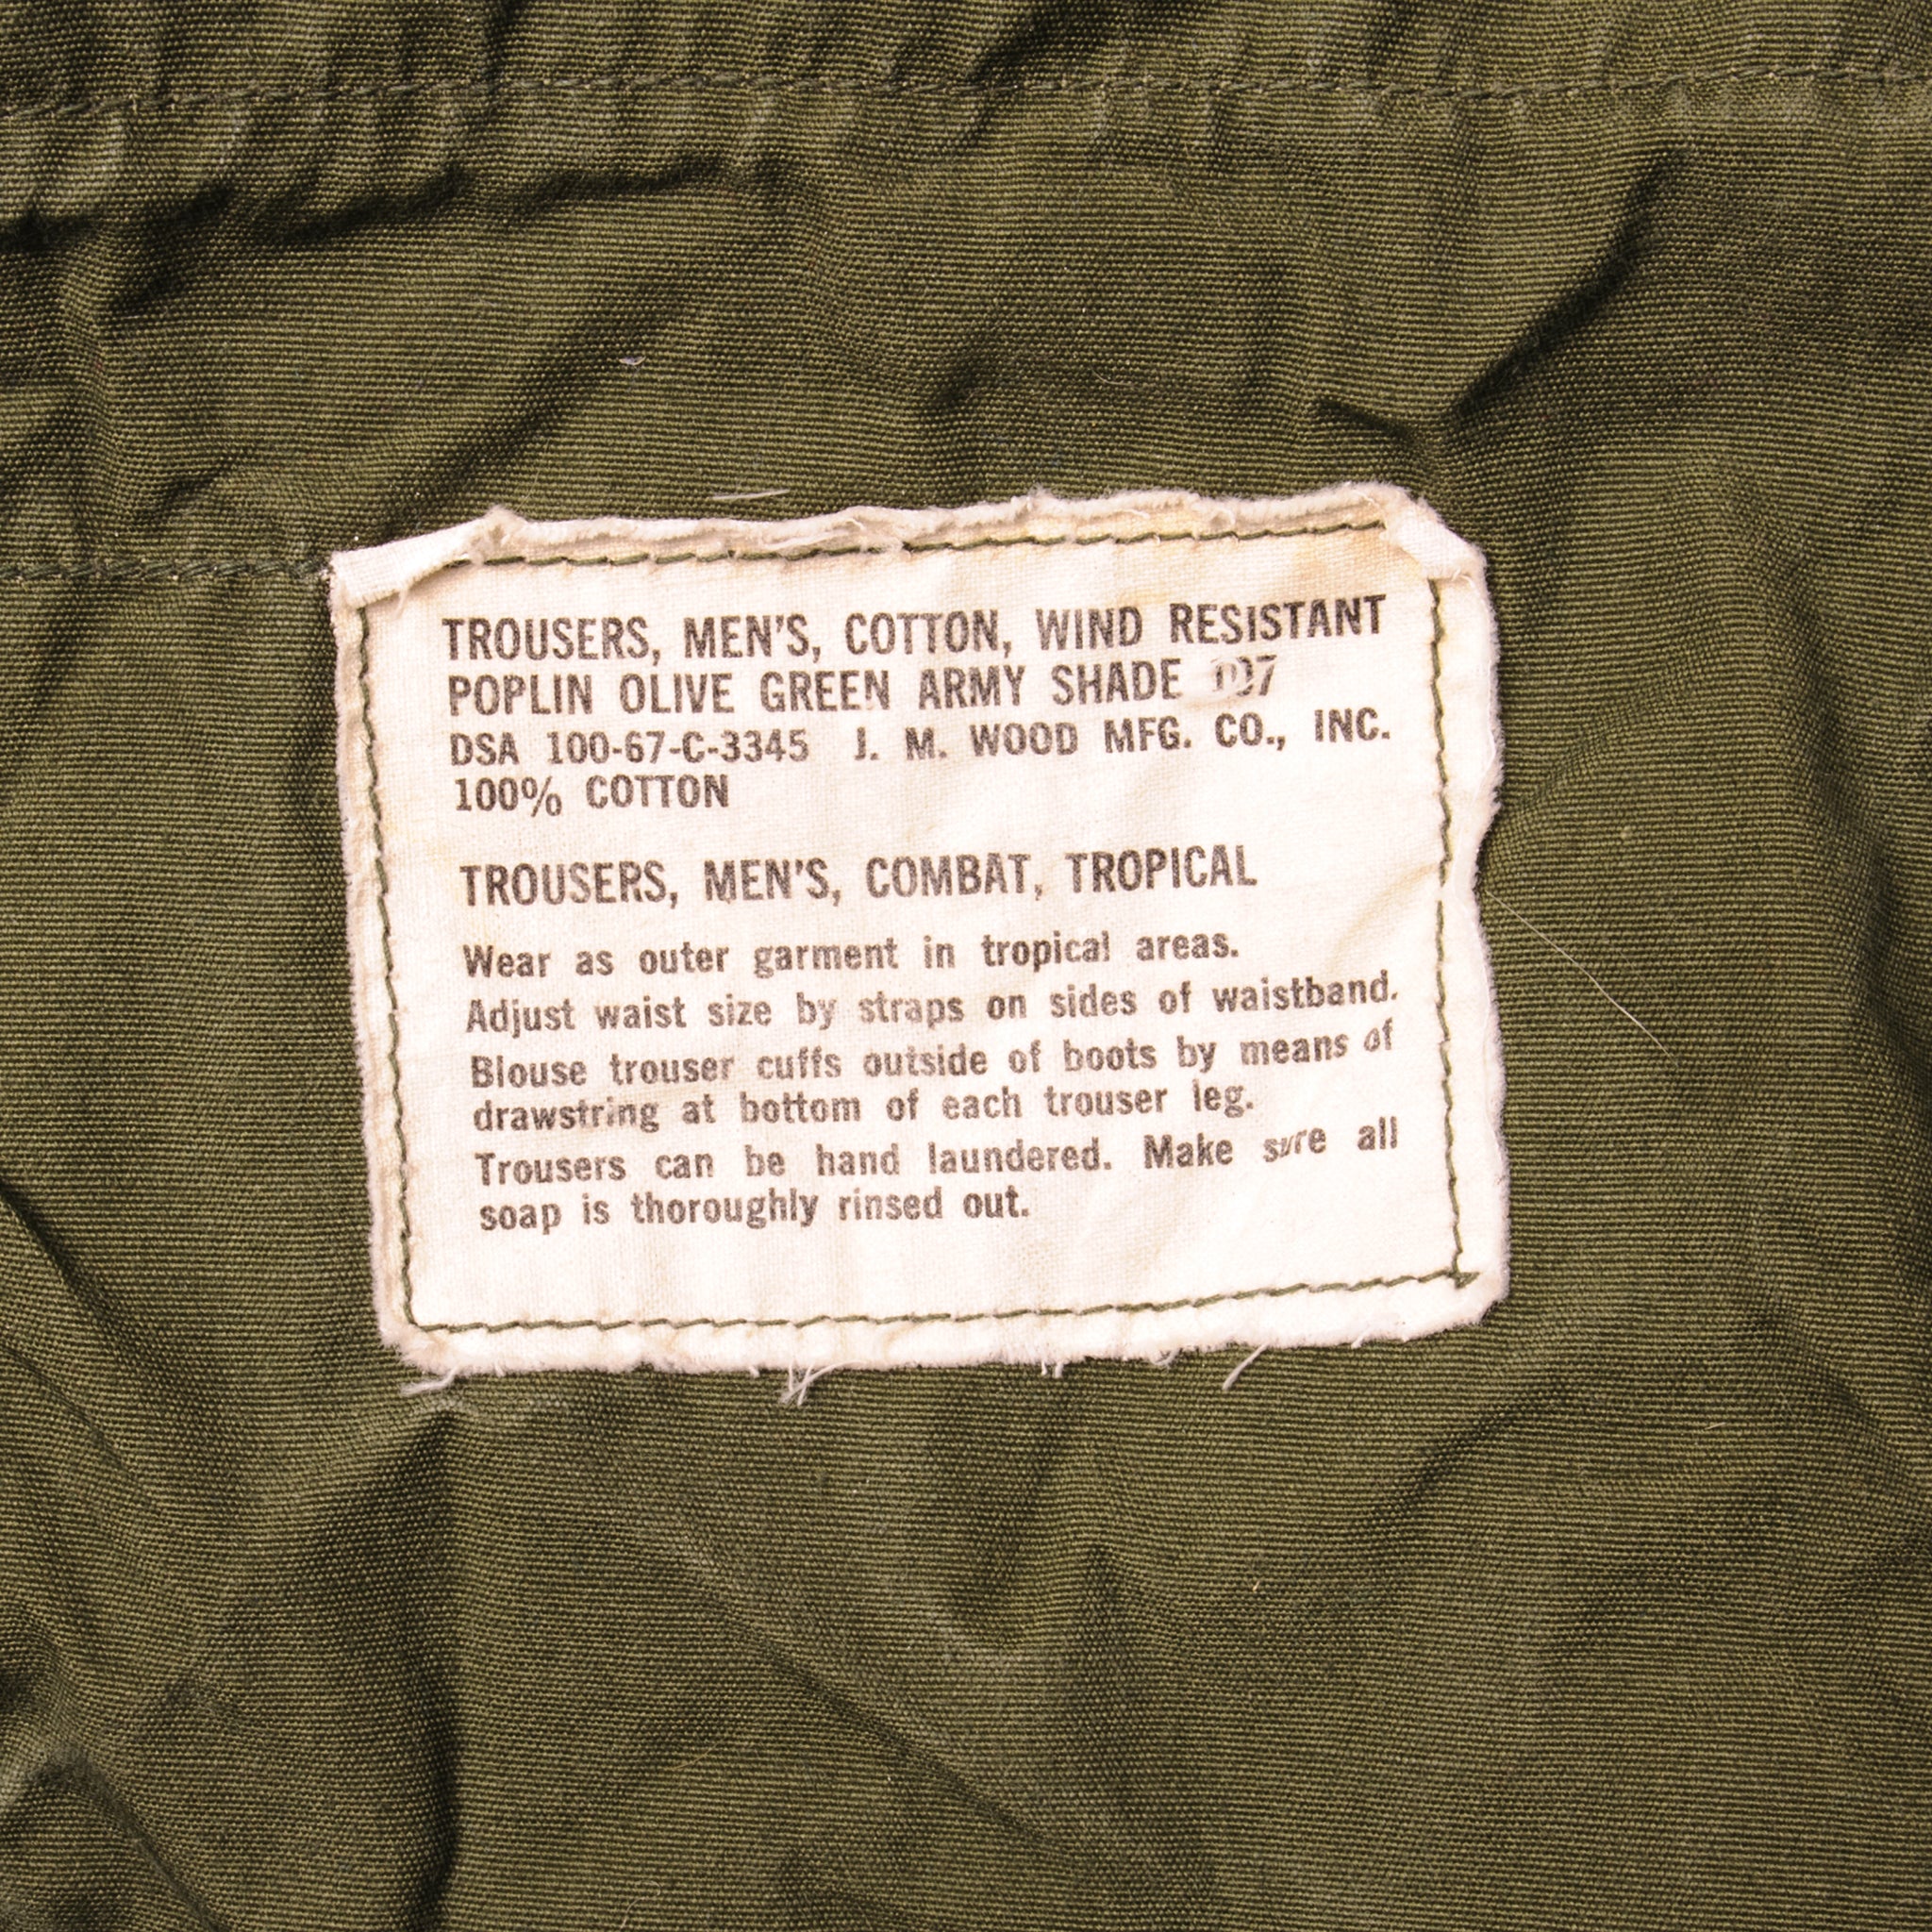 TROUSERS, MEN'S, COTTON, WIND RESISTANT
POPLIN OLIVE GREEN ARMY SHADE 107
DSA 100-67-C-3345 J. M. WOOD MFG. CO., INC.
100% COTTON
TROUSERS, MEN'S, COMBAT, TROPICAL
Wear as outer garment in tropical areas.
Adjust waist size by straps on sides of waistband.
Blouse trouser cuffs outside of boots by means of
drawstring at bottom of each trouser leg.
Trousers can be hand laundered. Make sure all
soap is thoroughly rinsed out.